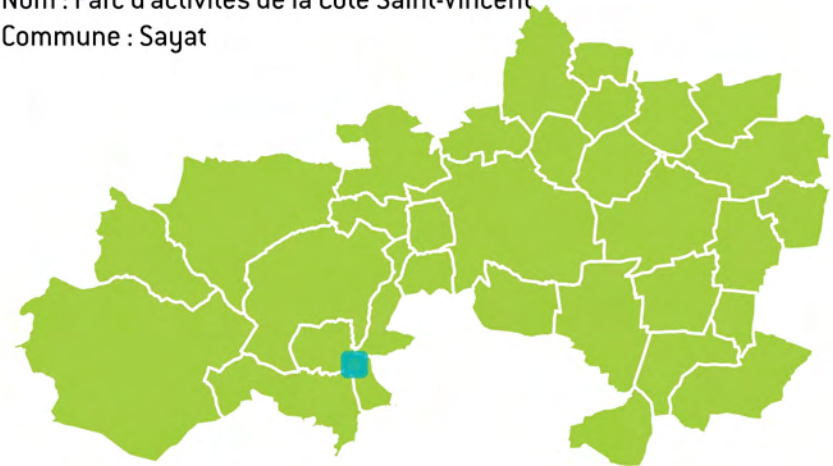 Nom : Parc d'activités de la Côte Saint-Vincent
Commune : Sayat